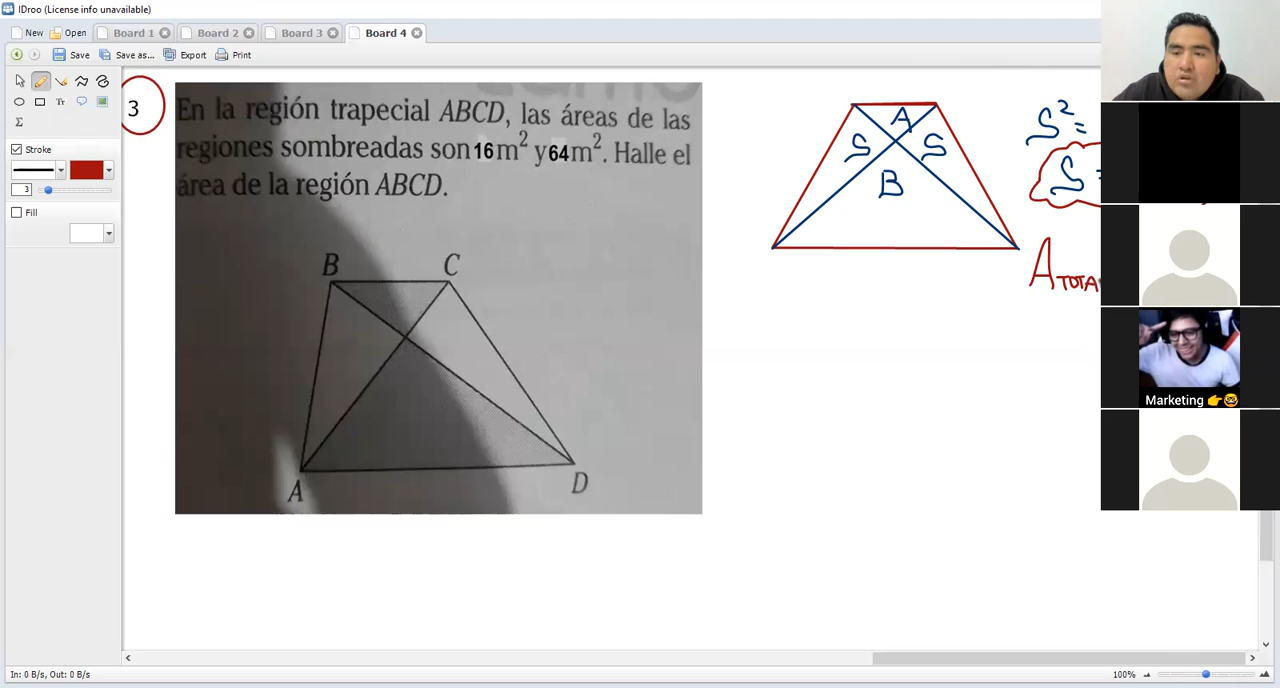 IDroo (License info unavailable)
New Open Board 1 Board 2 Board 3 Board 4
Save Save as... Export Print
Tt
Σ
Stroke
3
Fill
3
En la región trapecial ABCD, las áreas de las
regiones sombreadas son 16 m² y 64 m². Halle el
área de la región ABCD.
B C
A D
A
S S
B
S² =
S =
A TOTA
Marketing 👉🤓
In: 0 B/s, Out: 0 B/s
100%